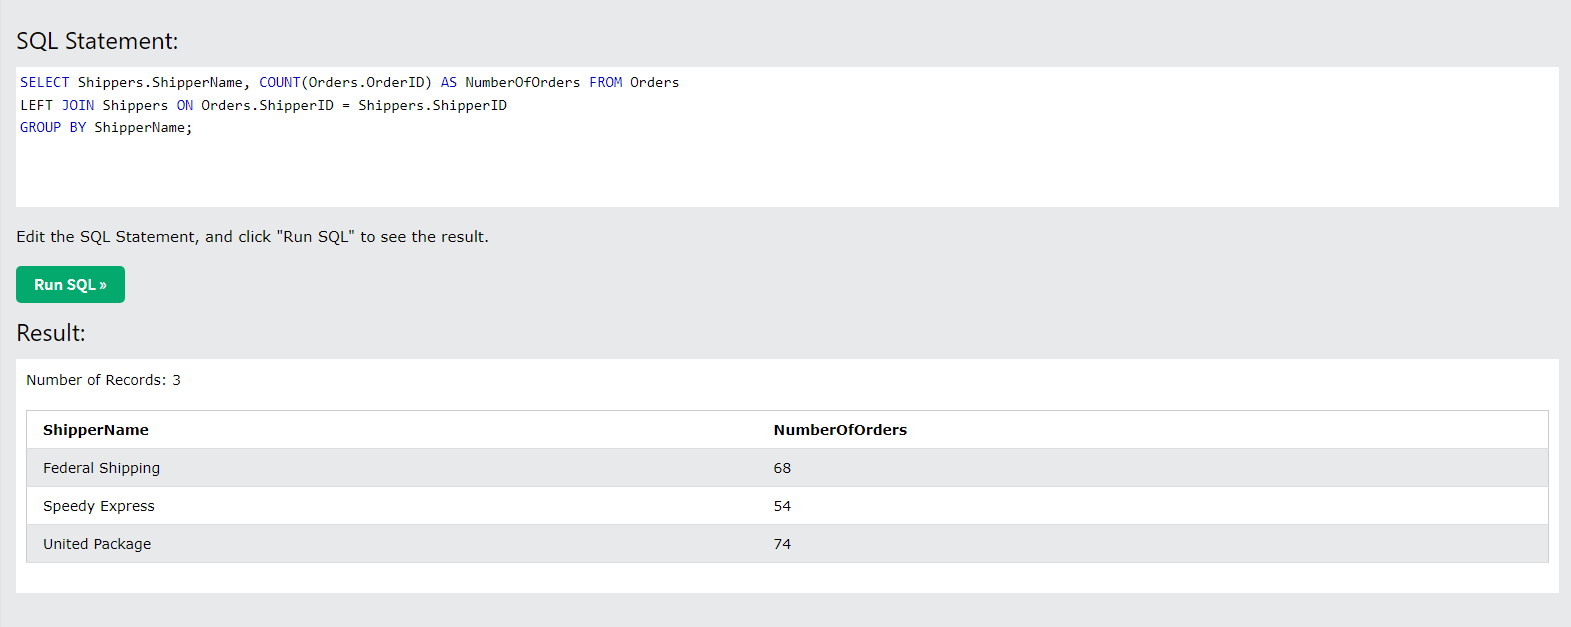 SQL Statement:
SELECT Shippers.ShipperName, COUNT(Orders.OrderID) AS NumberOfOrders FROM Orders
LEFT JOIN Shippers ON Orders.ShipperID = Shippers.ShipperID
GROUP BY ShipperName;
Edit the SQL Statement, and click "Run SQL" to see the result.
Run SQL »
Result:
Number of Records: 3
ShipperName NumberOfOrders
Federal Shipping 68
Speedy Express 54
United Package 74